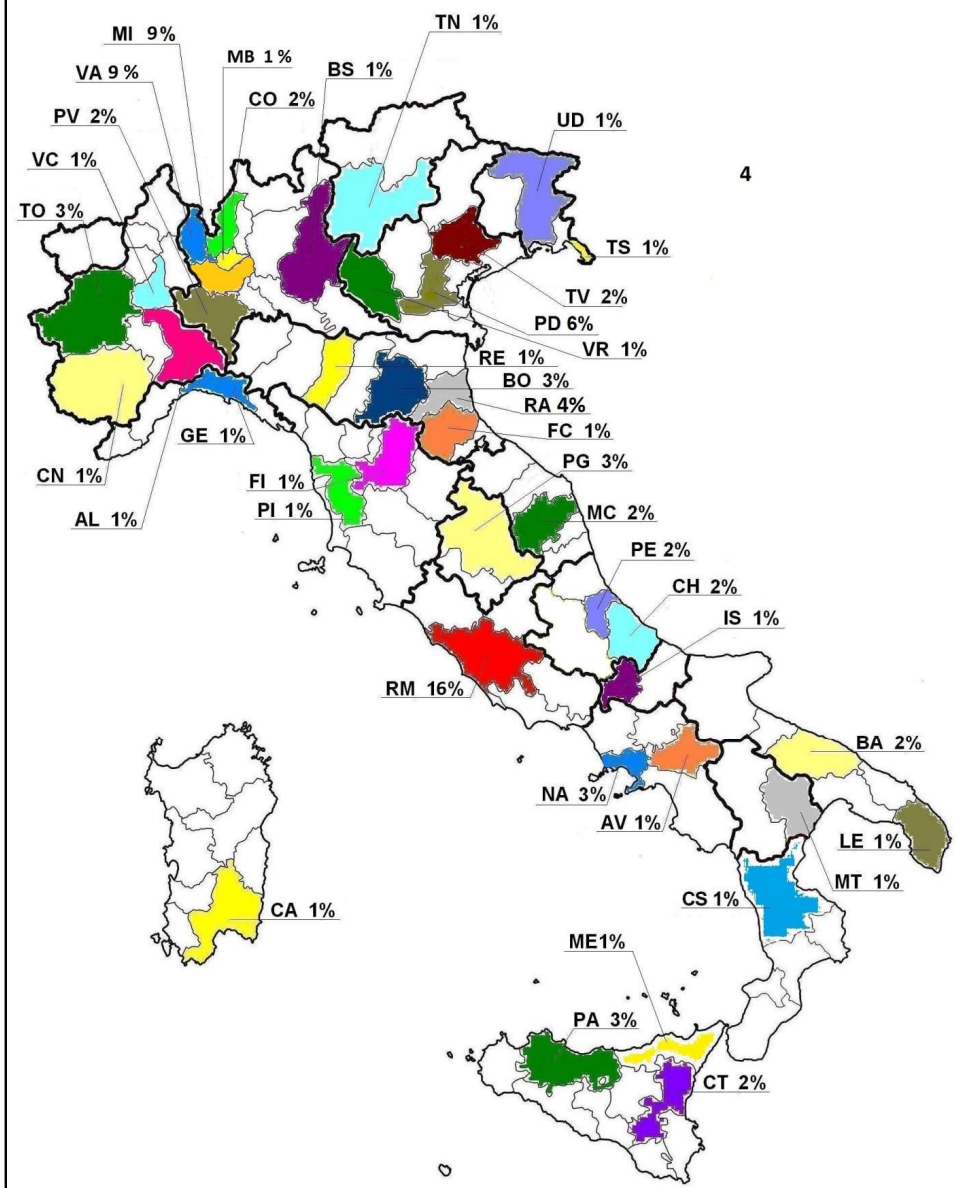 TN 1%
MI 9%
MB 1%
BS 1%
VA 9%
CO 2%
PV 2%
UD 1%
VC 1%
4
TO 3%
TS 1%
TV 2%
PD 6%
VR 1%
RE 1%
BO 3%
RA 4%
FC 1%
GE 1%
PG 3%
CN 1%
FI 1%
PI 1%
MC 2%
AL 1%
PE 2%
CH 2%
IS 1%
RM 16%
BA 2%
NA 3%
AV 1%
LE 1%
MT 1%
CS 1%
CA 1%
ME1%
PA 3%
CT 2%